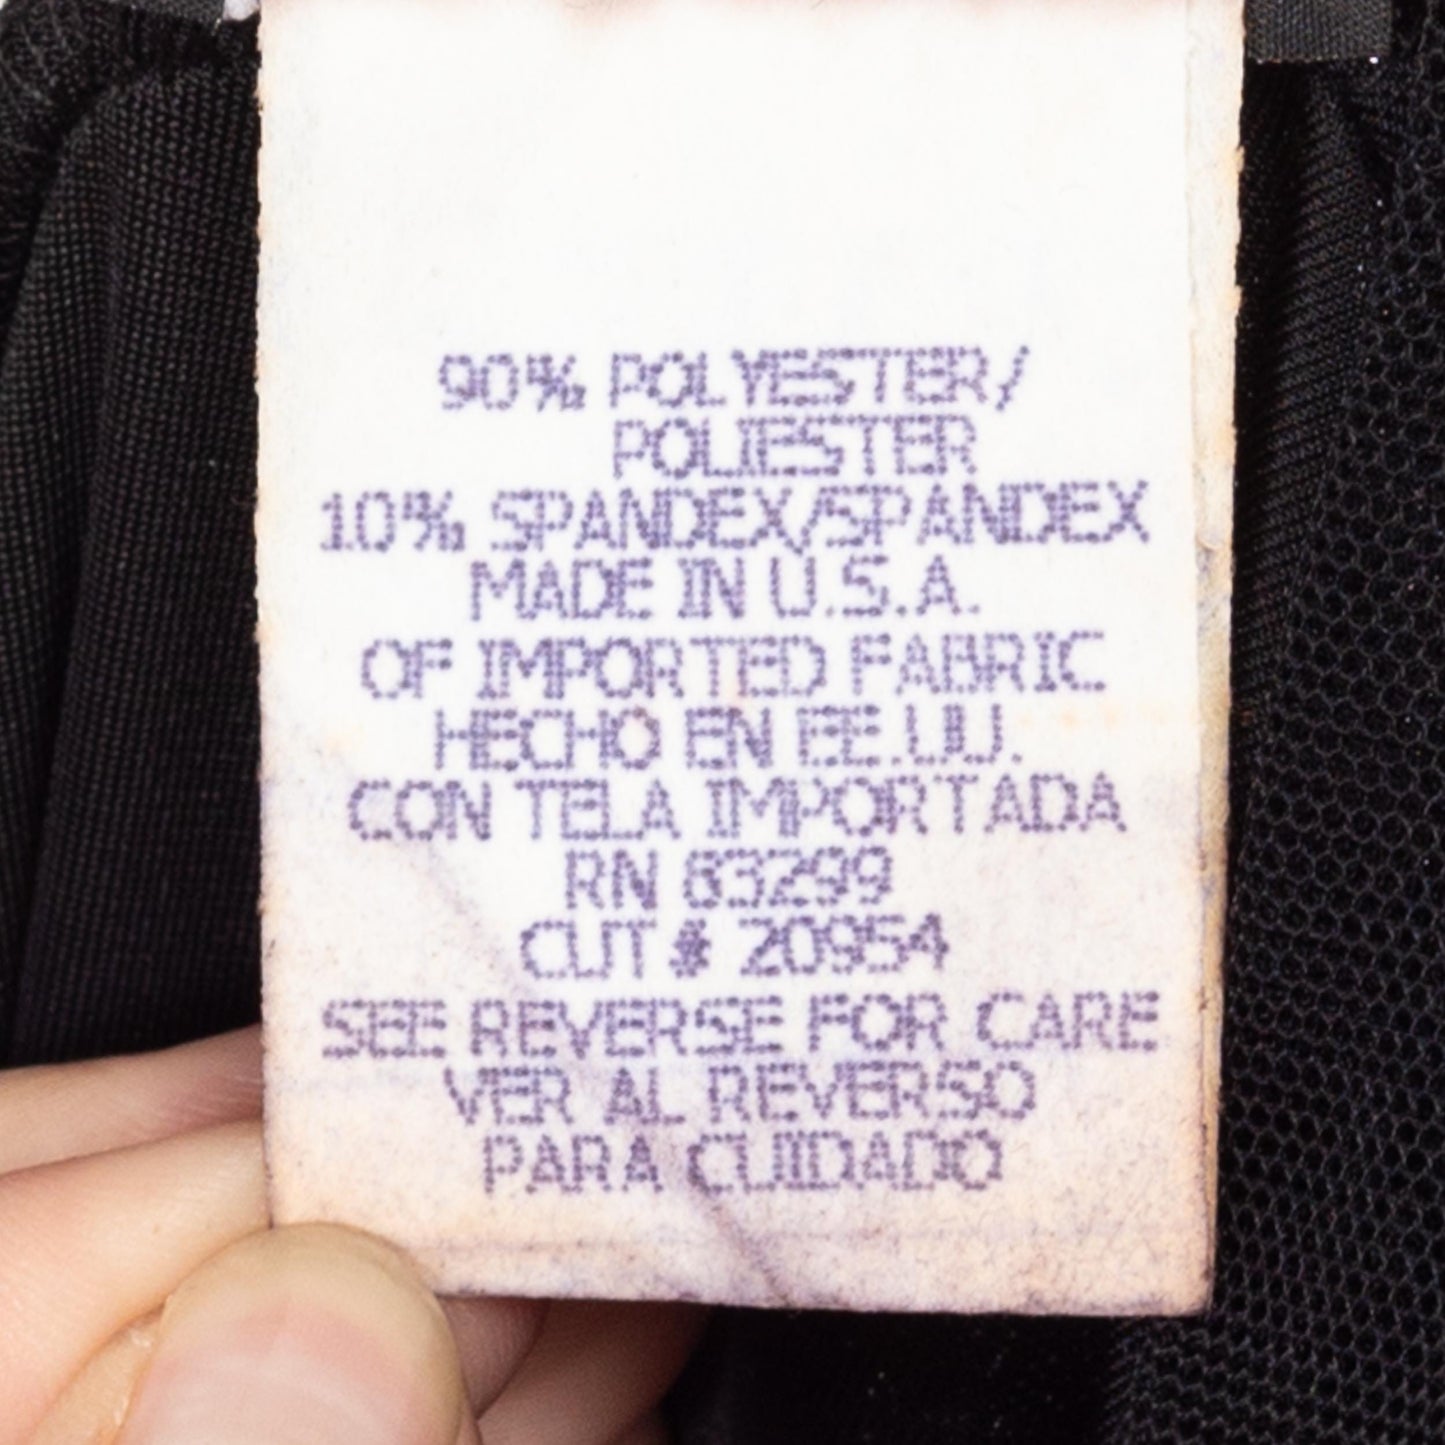 90% POLYESTER/
POLIESTER
10% SPANDEX/SPANDEX
MADE IN U.S.A.
OF IMPORTED FABRIC
HECHO EN EE.UU.
CON TELA IMPORTADA
RN 83299
CUT # 20954
SEE REVERSE FOR CARE
VER AL REVERSO
PARA CUIDADO